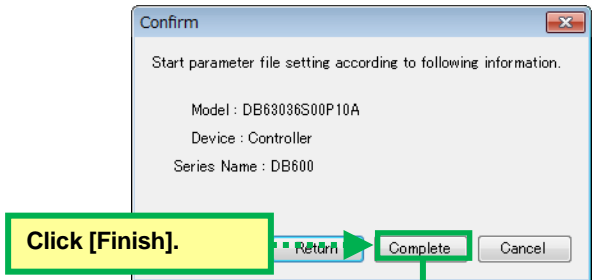 Confirm
Start parameter file setting according to following information.
Model : DB63036S00P10A
Device : Controller
Series Name : DB600
Click [Finish].
Return Complete Cancel